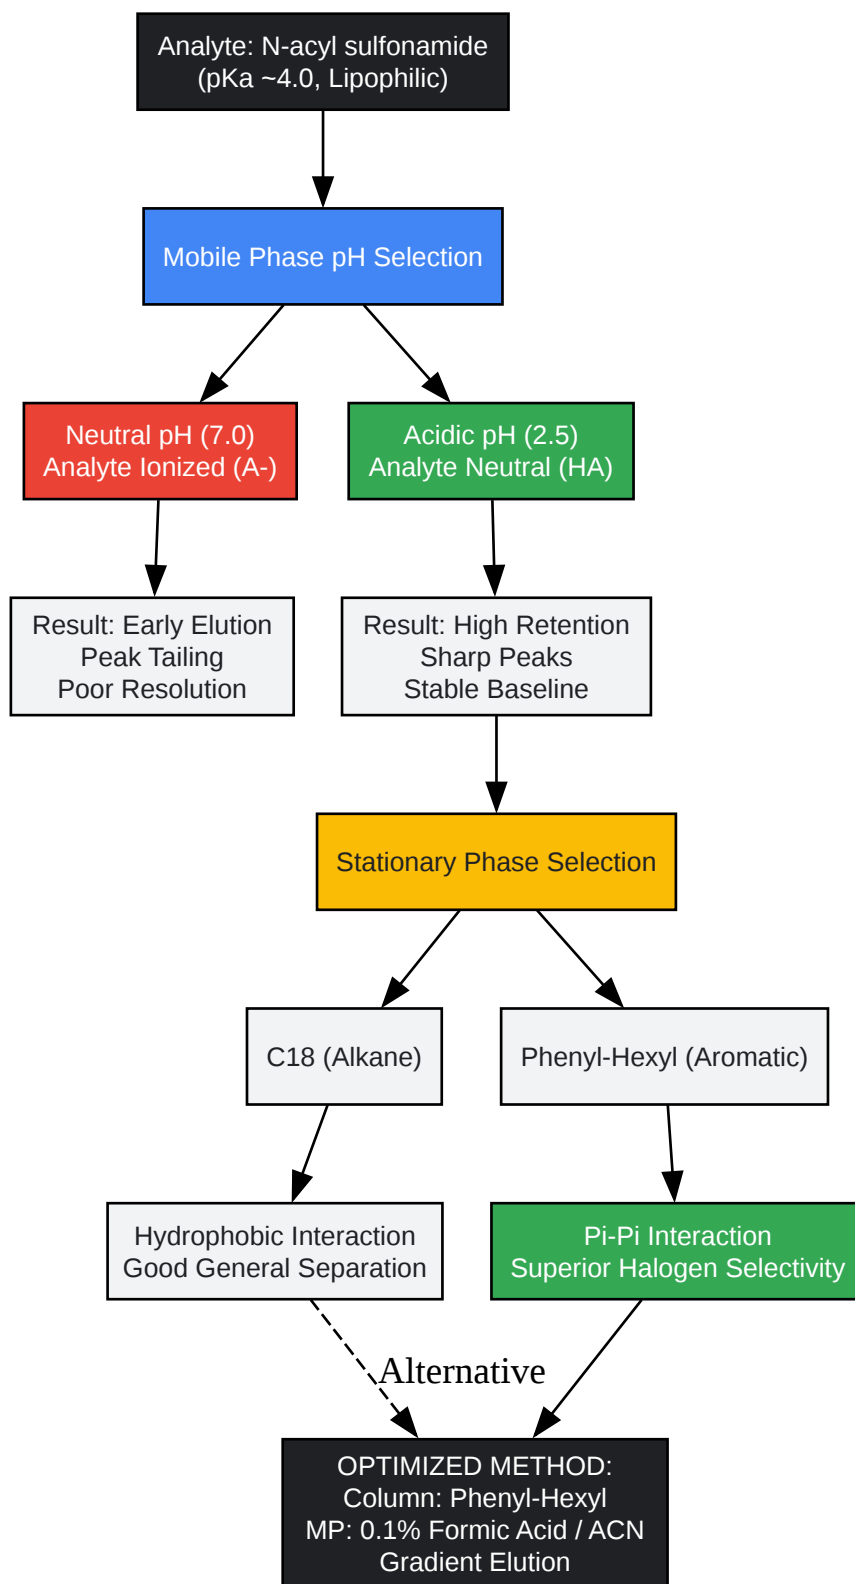 Analyte: N-acyl sulfonamide
(pKa ~4.0, Lipophilic)
Mobile Phase pH Selection
Neutral pH (7.0)
Analyte Ionized (A-)
Acidic pH (2.5)
Analyte Neutral (HA)
Result: Early Elution
Peak Tailing
Poor Resolution
Result: High Retention
Sharp Peaks
Stable Baseline
Stationary Phase Selection
C18 (Alkane)
Phenyl-Hexyl (Aromatic)
Hydrophobic Interaction
Good General Separation
Pi-Pi Interaction
Superior Halogen Selectivity
Alternative
OPTIMIZED METHOD:
Column: Phenyl-Hexyl
MP: 0.1% Formic Acid / ACN
Gradient Elution